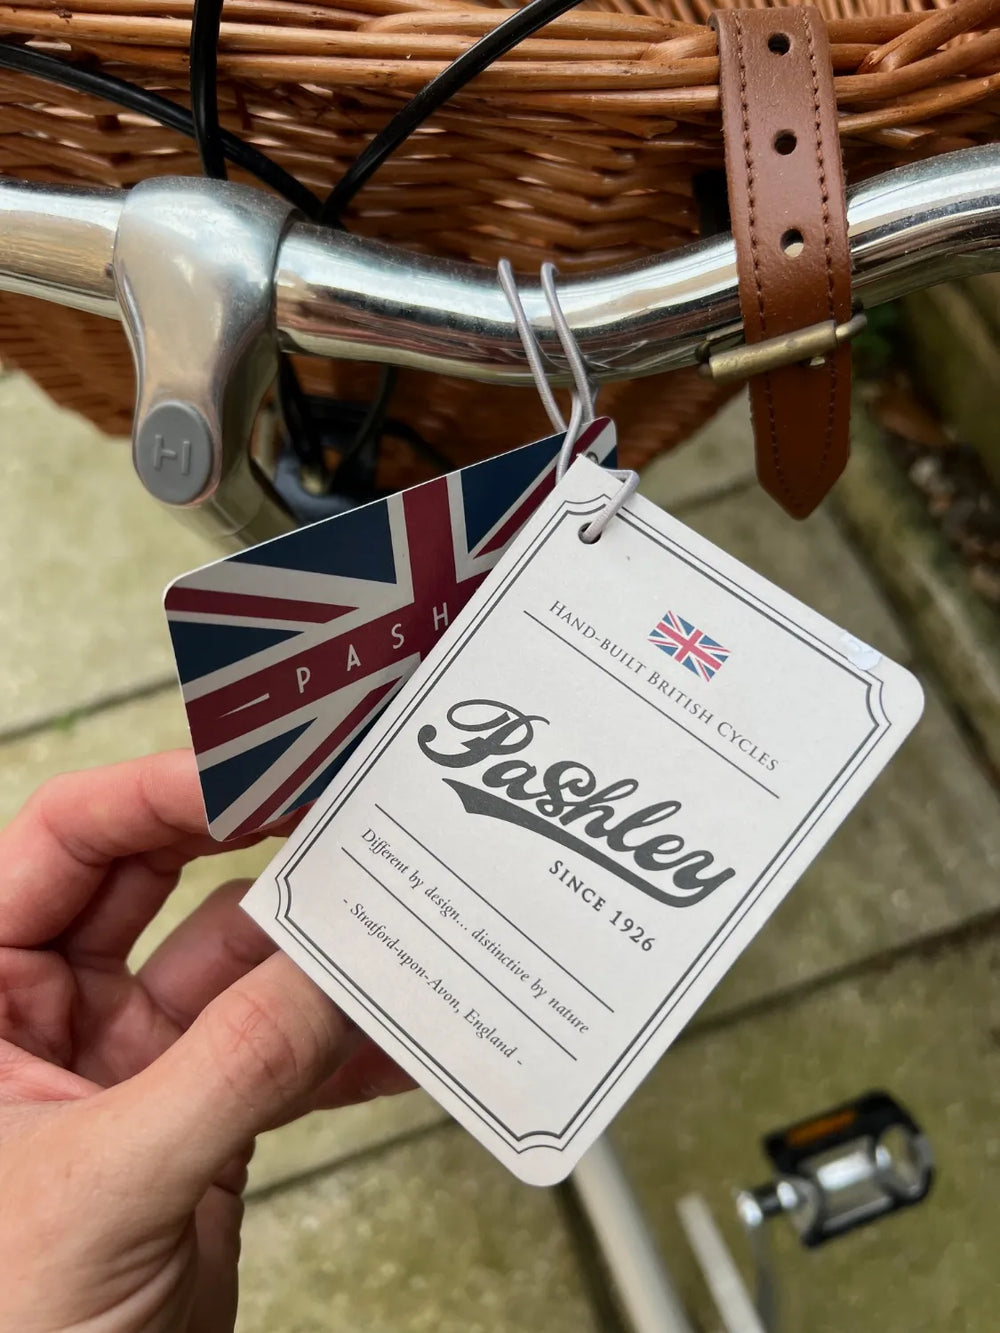 H
PASH
HAND-BUILT BRITISH CYCLES
Pashley
SINCE 1926
Different by design... distinctive by nature
- Stratford-upon-Avon, England -